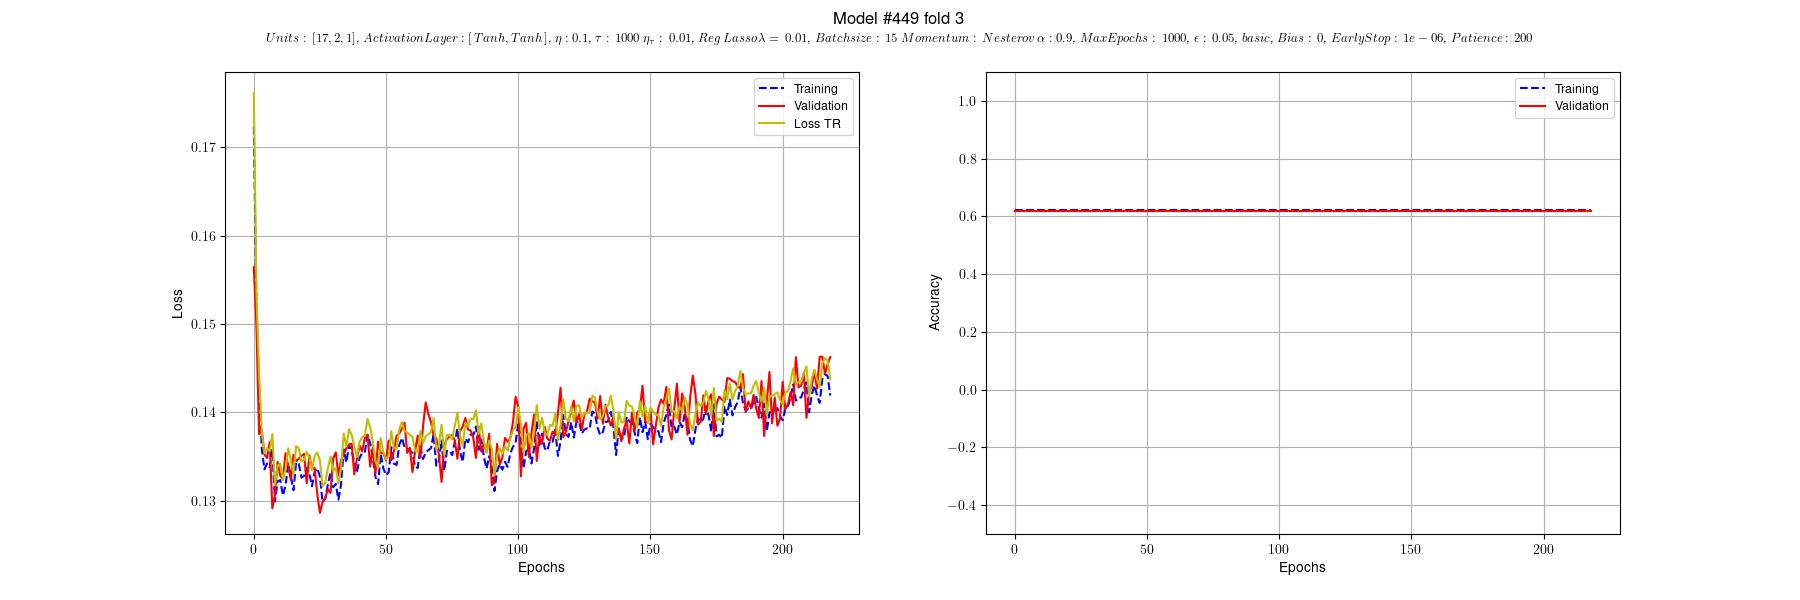 Model #449 fold 3
Units : [17, 2, 1], ActivationLayer : [Tanh, Tanh], η : 0.1, τ : 1000 ητ : 0.01, Reg Lassoλ = 0.01, Batchsize : 15 Momentum : Nesterov α : 0.9, MaxEpochs : 1000, ϵ : 0.05, basic, Bias : 0, EarlyStop : 1e − 06, Patience : 200
Training
Validation
Loss TR
0.17
0.16
0.15
0.14
0.13
Loss
0
50
100
150
200
Epochs
Training
Validation
1.0
0.8
0.6
0.4
0.2
0.0
−0.2
−0.4
Accuracy
0
50
100
150
200
Epochs